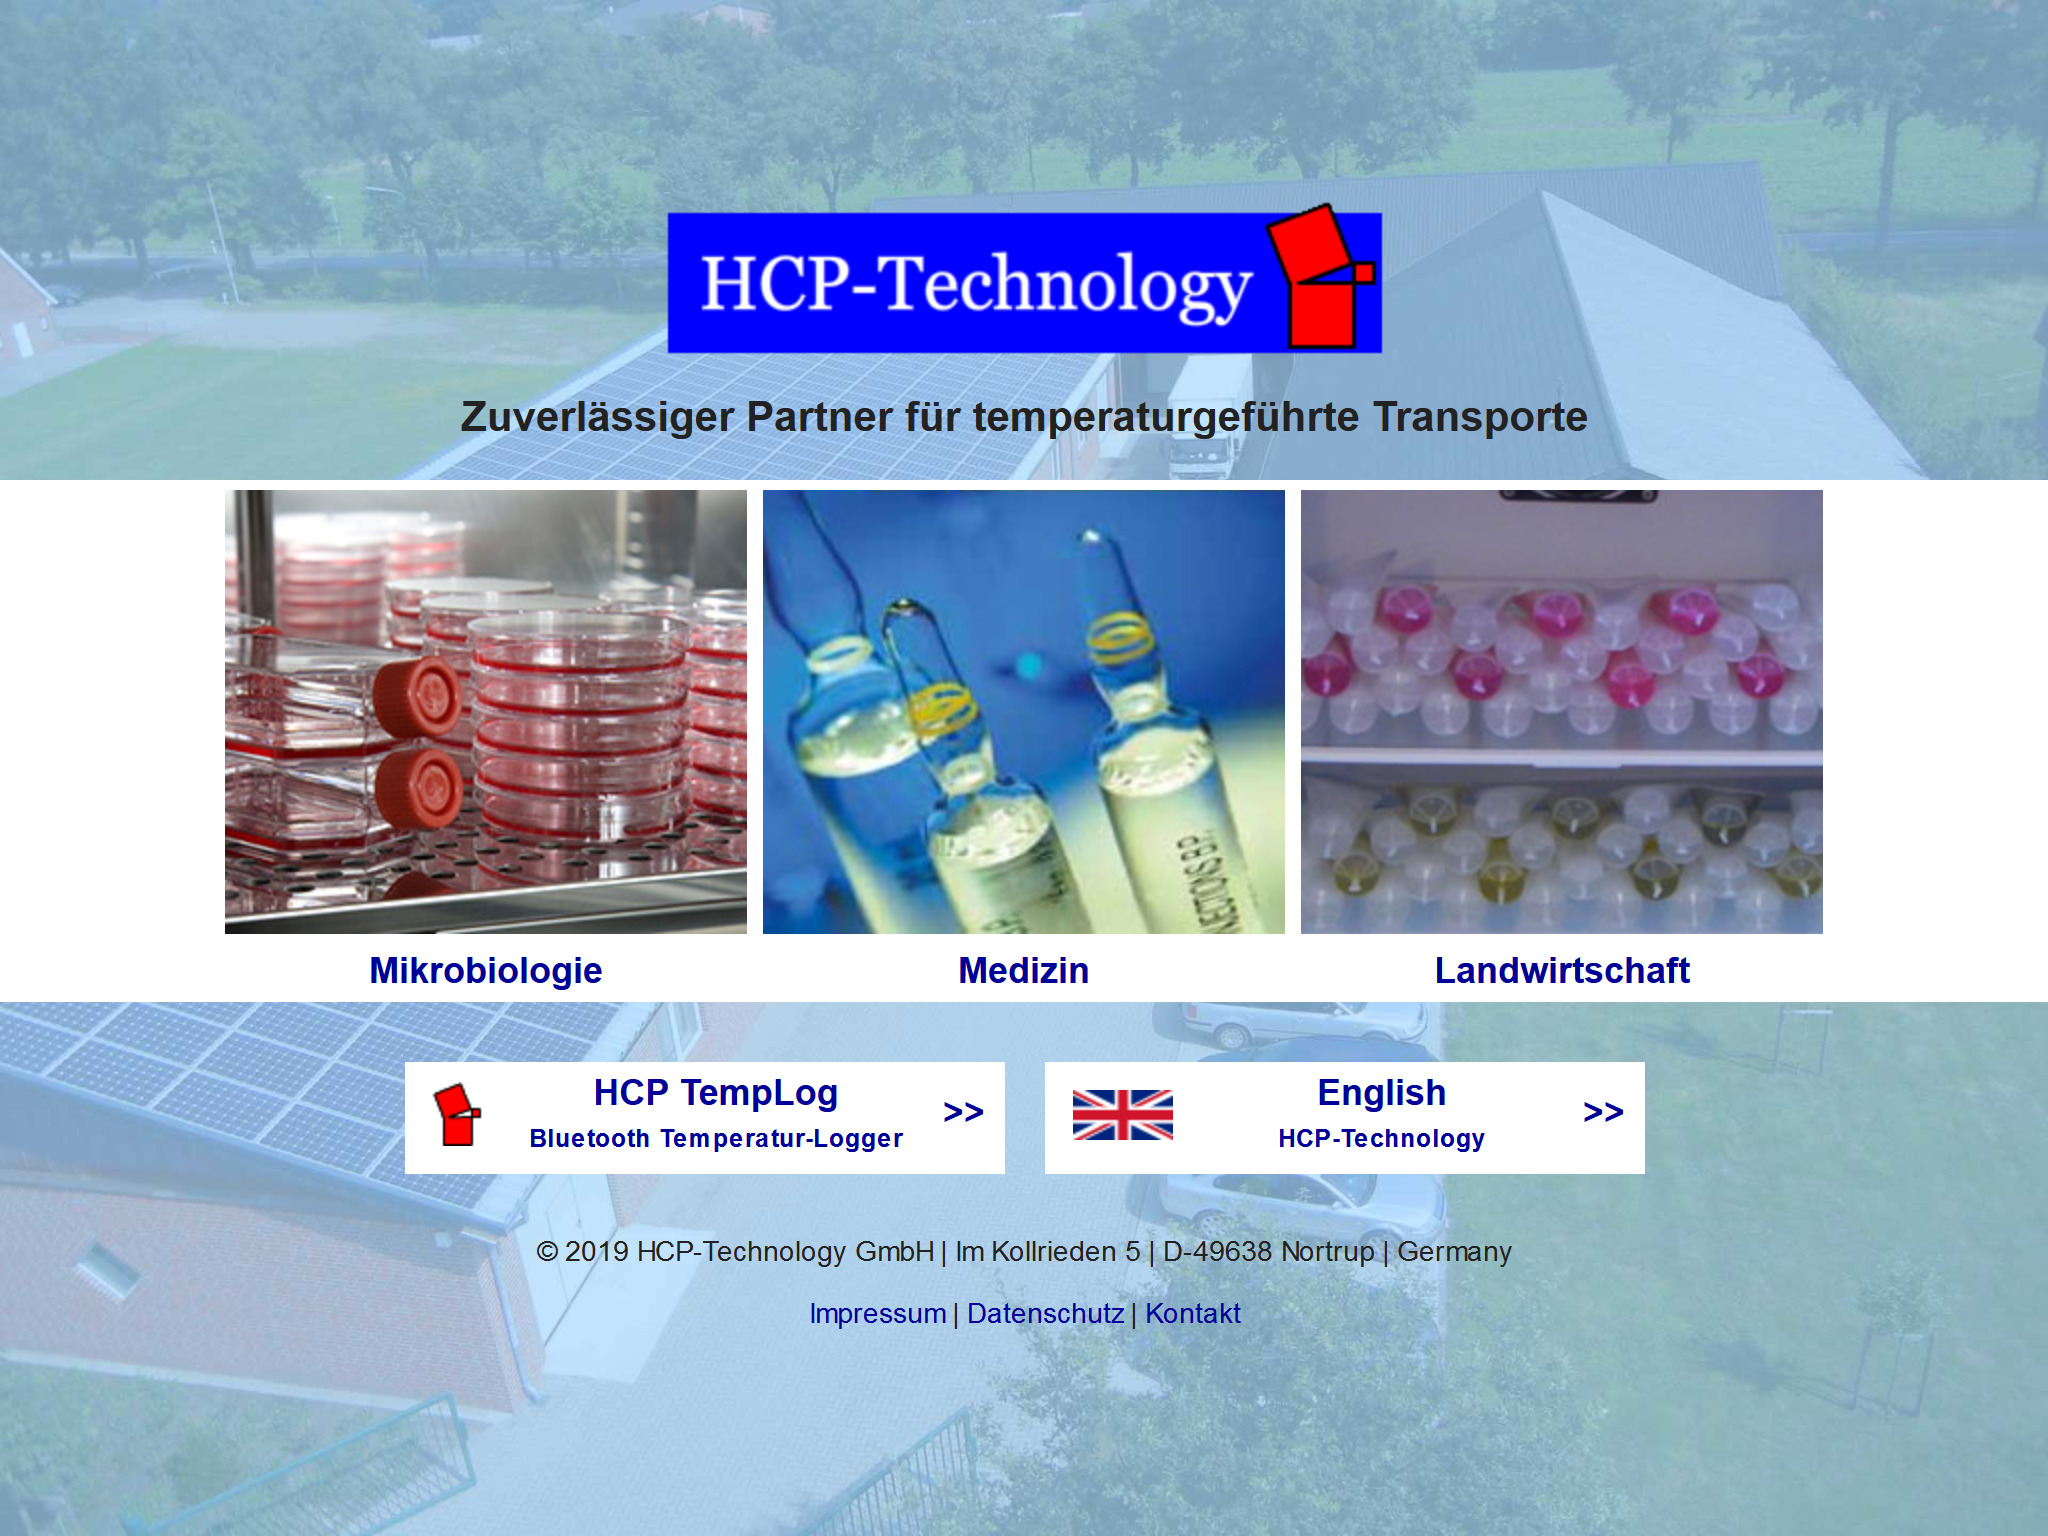 HCP-Technology
Zuverlässiger Partner für temperaturgeführte Transporte
Mikrobiologie
Medizin
Landwirtschaft
HCP TempLog
Bluetooth Temperatur-Logger
>>
English
HCP-Technology
>>
© 2019 HCP-Technology GmbH | Im Kollrieden 5 | D-49638 Nortrup | Germany
Impressum | Datenschutz | Kontakt